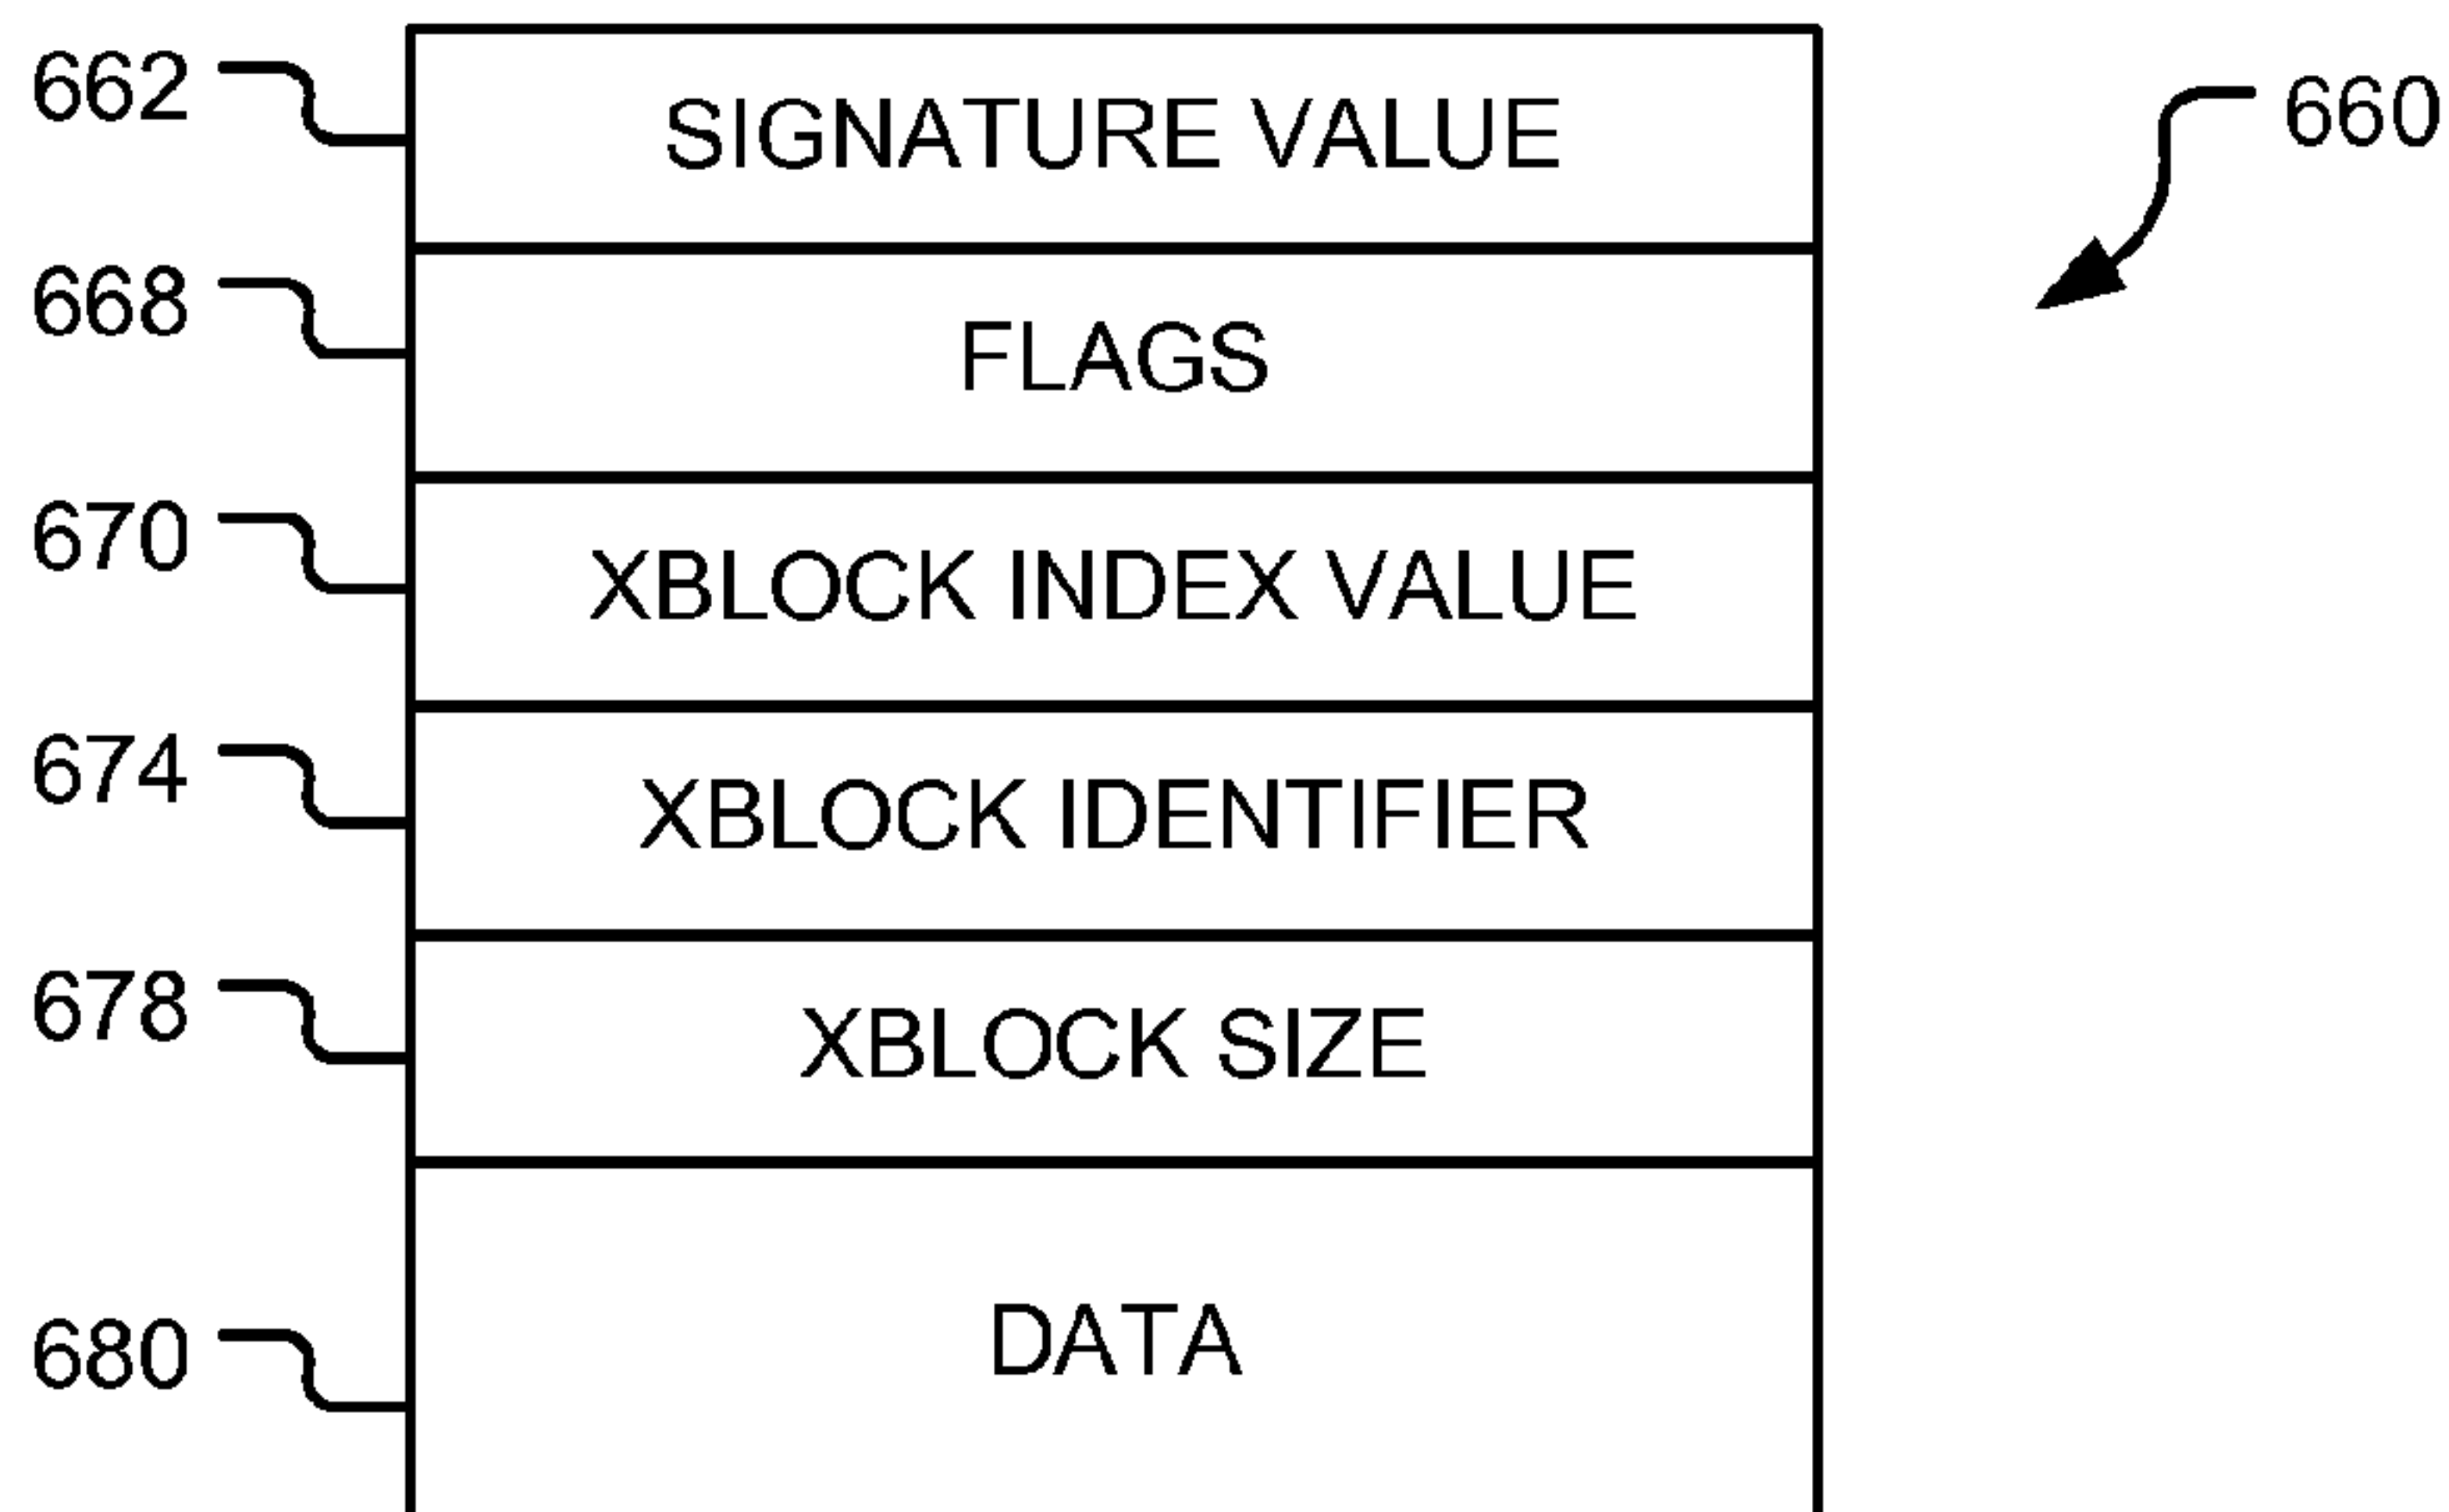 662
SIGNATURE VALUE
660
668
FLAGS
670
XBLOCK INDEX VALUE
674
XBLOCK IDENTIFIER
678
XBLOCK SIZE
680
DATA